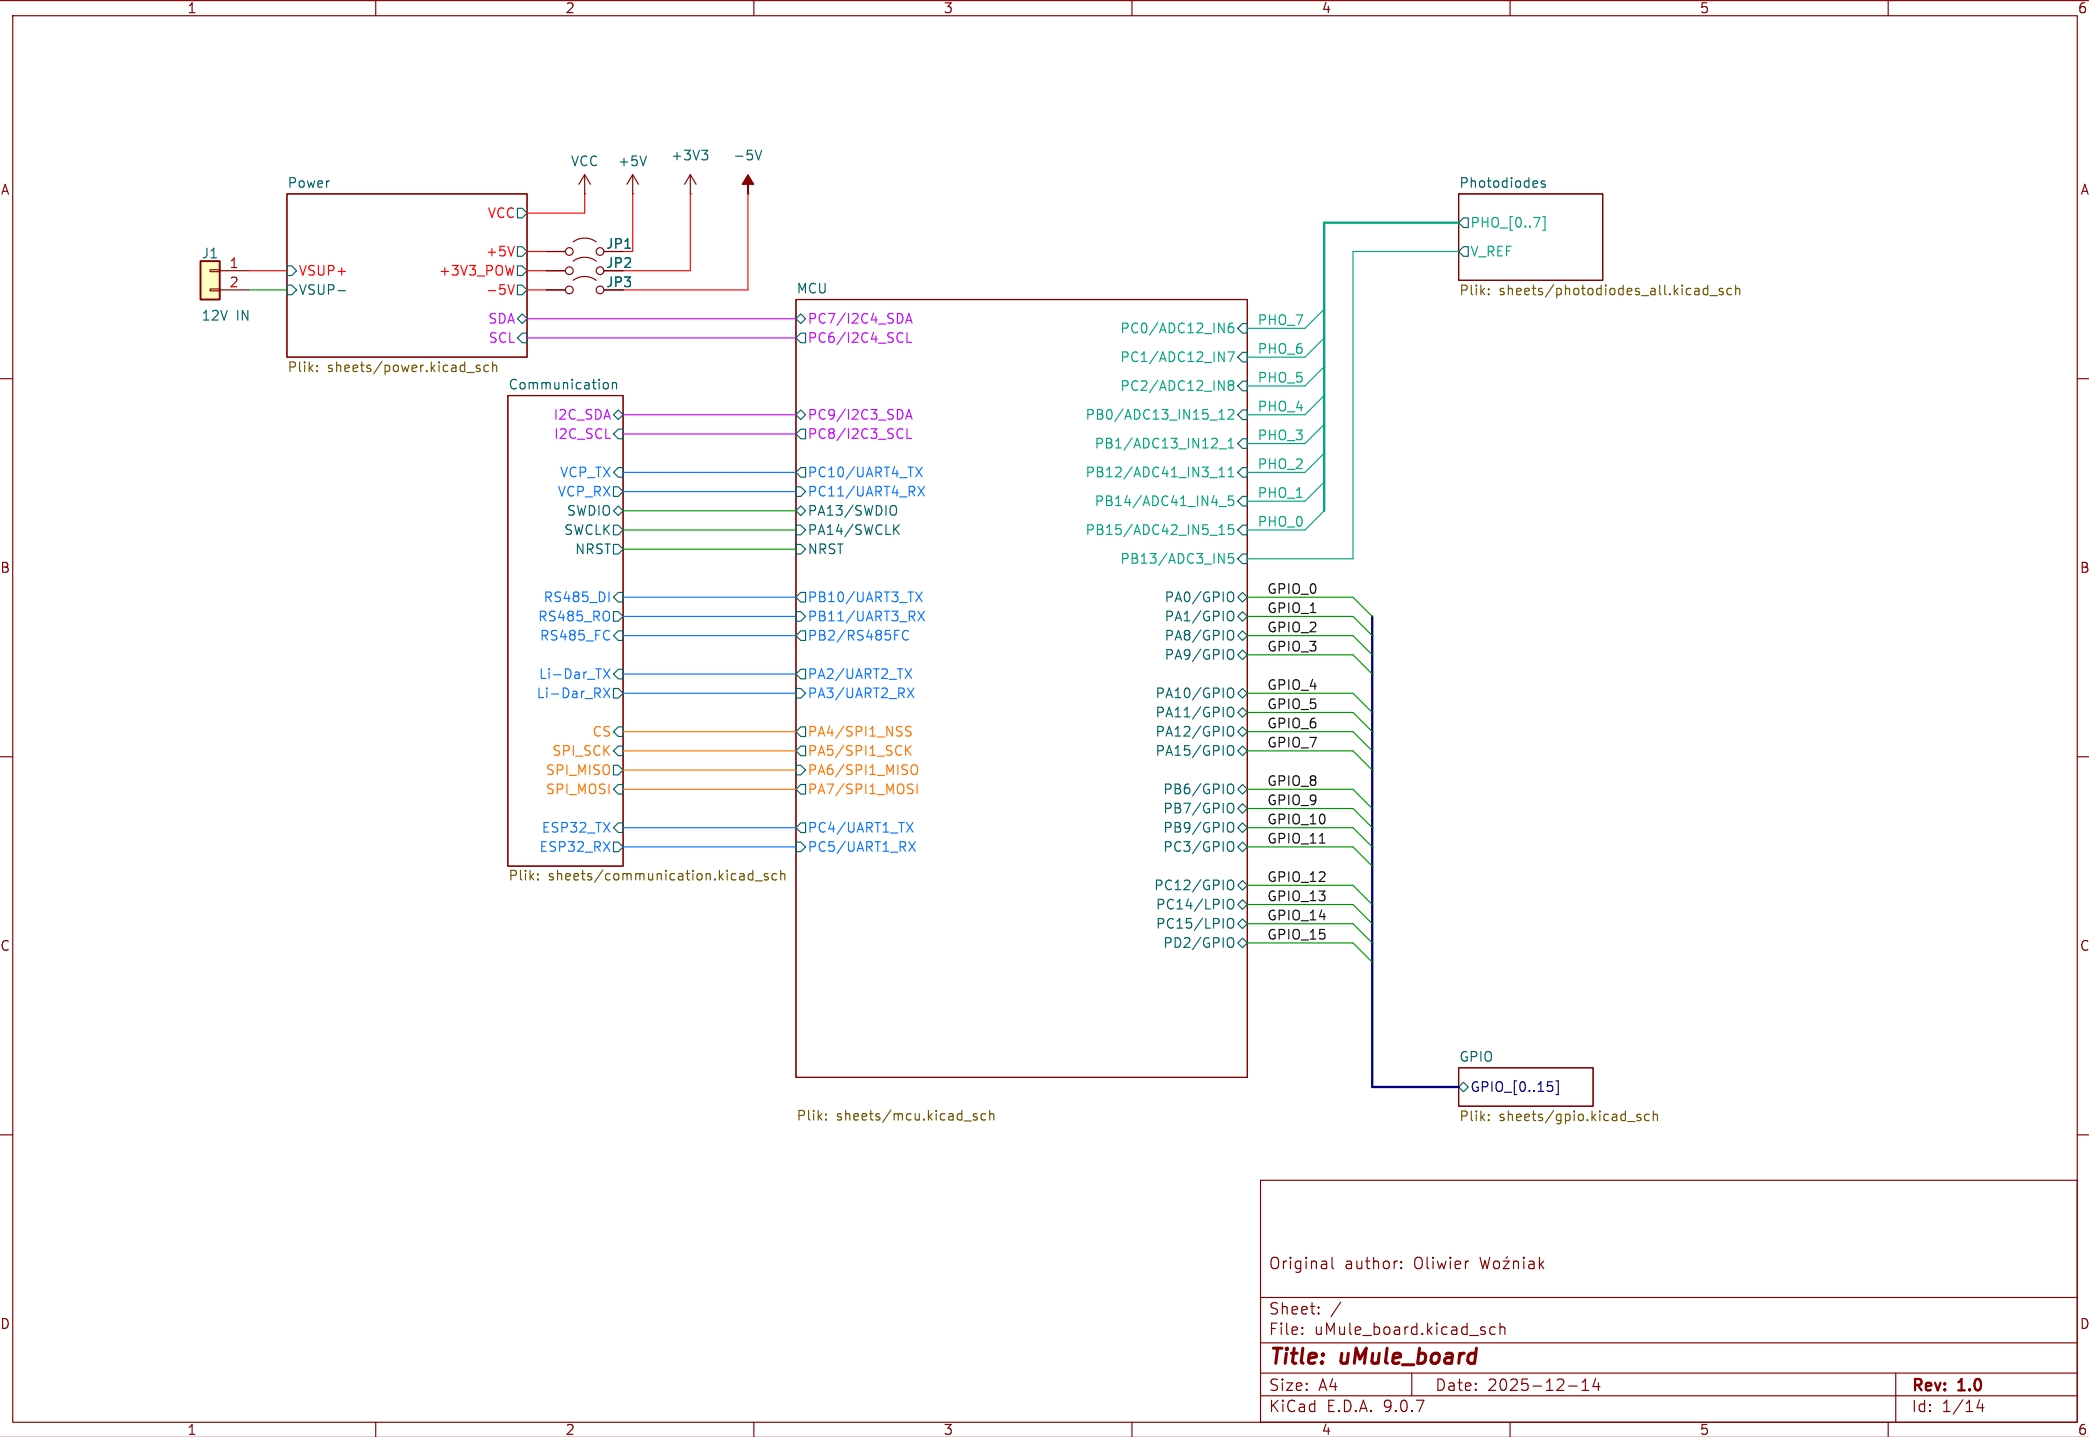 1 2 3 4 5 6
A
A
B
B
C
C
D
D
1 2 3 4 5 6
Power
VCC
+5V
+3V3_POW
-5V
SDA
SCL
VSUP+
VSUP-
Plik: sheets/power.kicad_sch
J1
1
2
12V IN
VCC
+5V
+3V3
-5V
JP1
JP2
JP3
Communication
I2C_SDA
I2C_SCL
VCP_TX
VCP_RX
SWDIO
SWCLK
NRST
RS485_DI
RS485_RO
RS485_FC
Li-Dar_TX
Li-Dar_RX
CS
SPI_SCK
SPI_MISO
SPI_MOSI
ESP32_TX
ESP32_RX
Plik: sheets/communication.kicad_sch
MCU
PC7/I2C4_SDA
PC6/I2C4_SCL
PC9/I2C3_SDA
PC8/I2C3_SCL
PC10/UART4_TX
PC11/UART4_RX
PA13/SWDIO
PA14/SWCLK
NRST
PB10/UART3_TX
PB11/UART3_RX
PB2/RS485FC
PA2/UART2_TX
PA3/UART2_RX
PA4/SPI1_NSS
PA5/SPI1_SCK
PA6/SPI1_MISO
PA7/SPI1_MOSI
PC4/UART1_TX
PC5/UART1_RX
PC0/ADC12_IN6
PC1/ADC12_IN7
PC2/ADC12_IN8
PB0/ADC13_IN15_12
PB1/ADC13_IN12_1
PB12/ADC41_IN3_11
PB14/ADC41_IN4_5
PB15/ADC42_IN5_15
PB13/ADC3_IN5
PA0/GPIO
PA1/GPIO
PA8/GPIO
PA9/GPIO
PA10/GPIO
PA11/GPIO
PA12/GPIO
PA15/GPIO
PB6/GPIO
PB7/GPIO
PB9/GPIO
PC3/GPIO
PC12/GPIO
PC14/LPIO
PC15/LPIO
PD2/GPIO
Plik: sheets/mcu.kicad_sch
PHO_7
PHO_6
PHO_5
PHO_4
PHO_3
PHO_2
PHO_1
PHO_0
GPIO_0
GPIO_1
GPIO_2
GPIO_3
GPIO_4
GPIO_5
GPIO_6
GPIO_7
GPIO_8
GPIO_9
GPIO_10
GPIO_11
GPIO_12
GPIO_13
GPIO_14
GPIO_15
Photodiodes
PHO_[0..7]
V_REF
Plik: sheets/photodiodes_all.kicad_sch
GPIO
GPIO_[0..15]
Plik: sheets/gpio.kicad_sch
Original author: Oliwier Woźniak
Sheet: /
File: uMule_board.kicad_sch
Title: uMule_board
Size: A4 Date: 2025-12-14 Rev: 1.0
KiCad E.D.A. 9.0.7 Id: 1/14